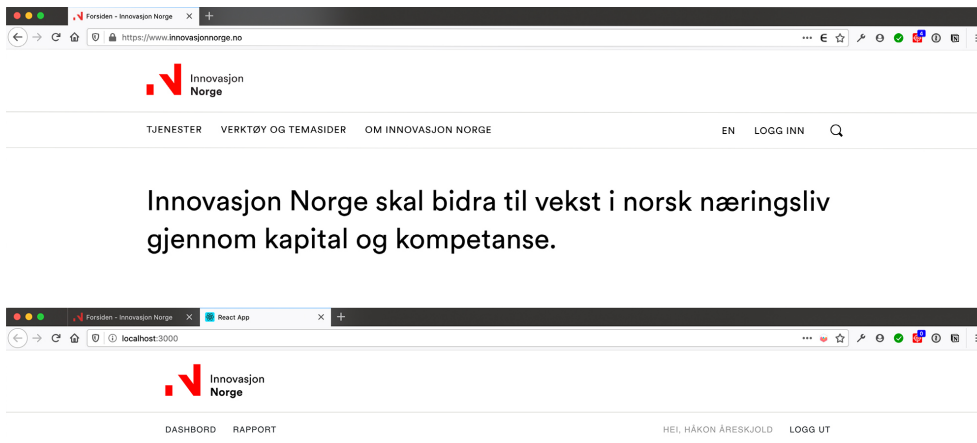 Forsiden - Innovasjon Norge
https://www.innovasjonnorge.no
4
Innovasjon
Norge
TJENESTER VERKTØY OG TEMASIDER OM INNOVASJON NORGE EN LOGG INN
Innovasjon Norge skal bidra til vekst i norsk næringsliv
gjennom kapital og kompetanse.
Forsiden - Innovasjon Norge React App
localhost:3000
0
Innovasjon
Norge
DASHBORD RAPPORT HEI, HÅKON ÅRESKJOLD LOGG UT